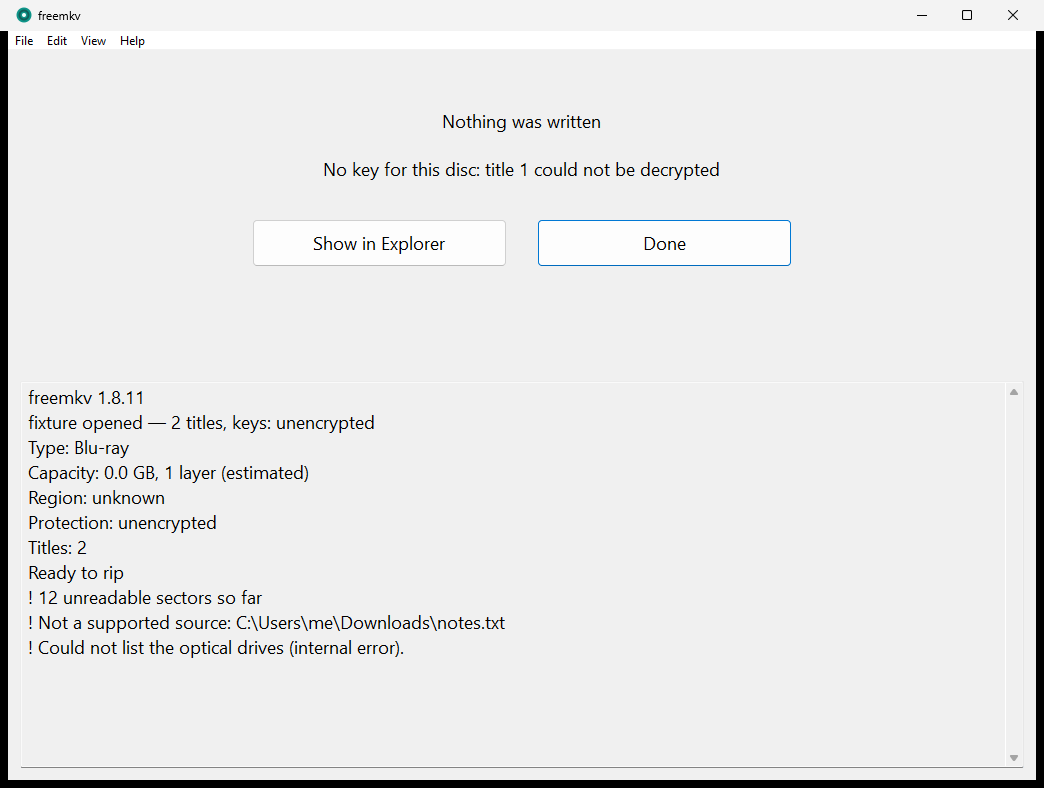 freemkv
File Edit View Help
Nothing was written
No key for this disc: title 1 could not be decrypted
Show in Explorer Done
freemkv 1.8.11
fixture opened — 2 titles, keys: unencrypted
Type: Blu-ray
Capacity: 0.0 GB, 1 layer (estimated)
Region: unknown
Protection: unencrypted
Titles: 2
Ready to rip
! 12 unreadable sectors so far
! Not a supported source: C:\Users\me\Downloads\notes.txt
! Could not list the optical drives (internal error).